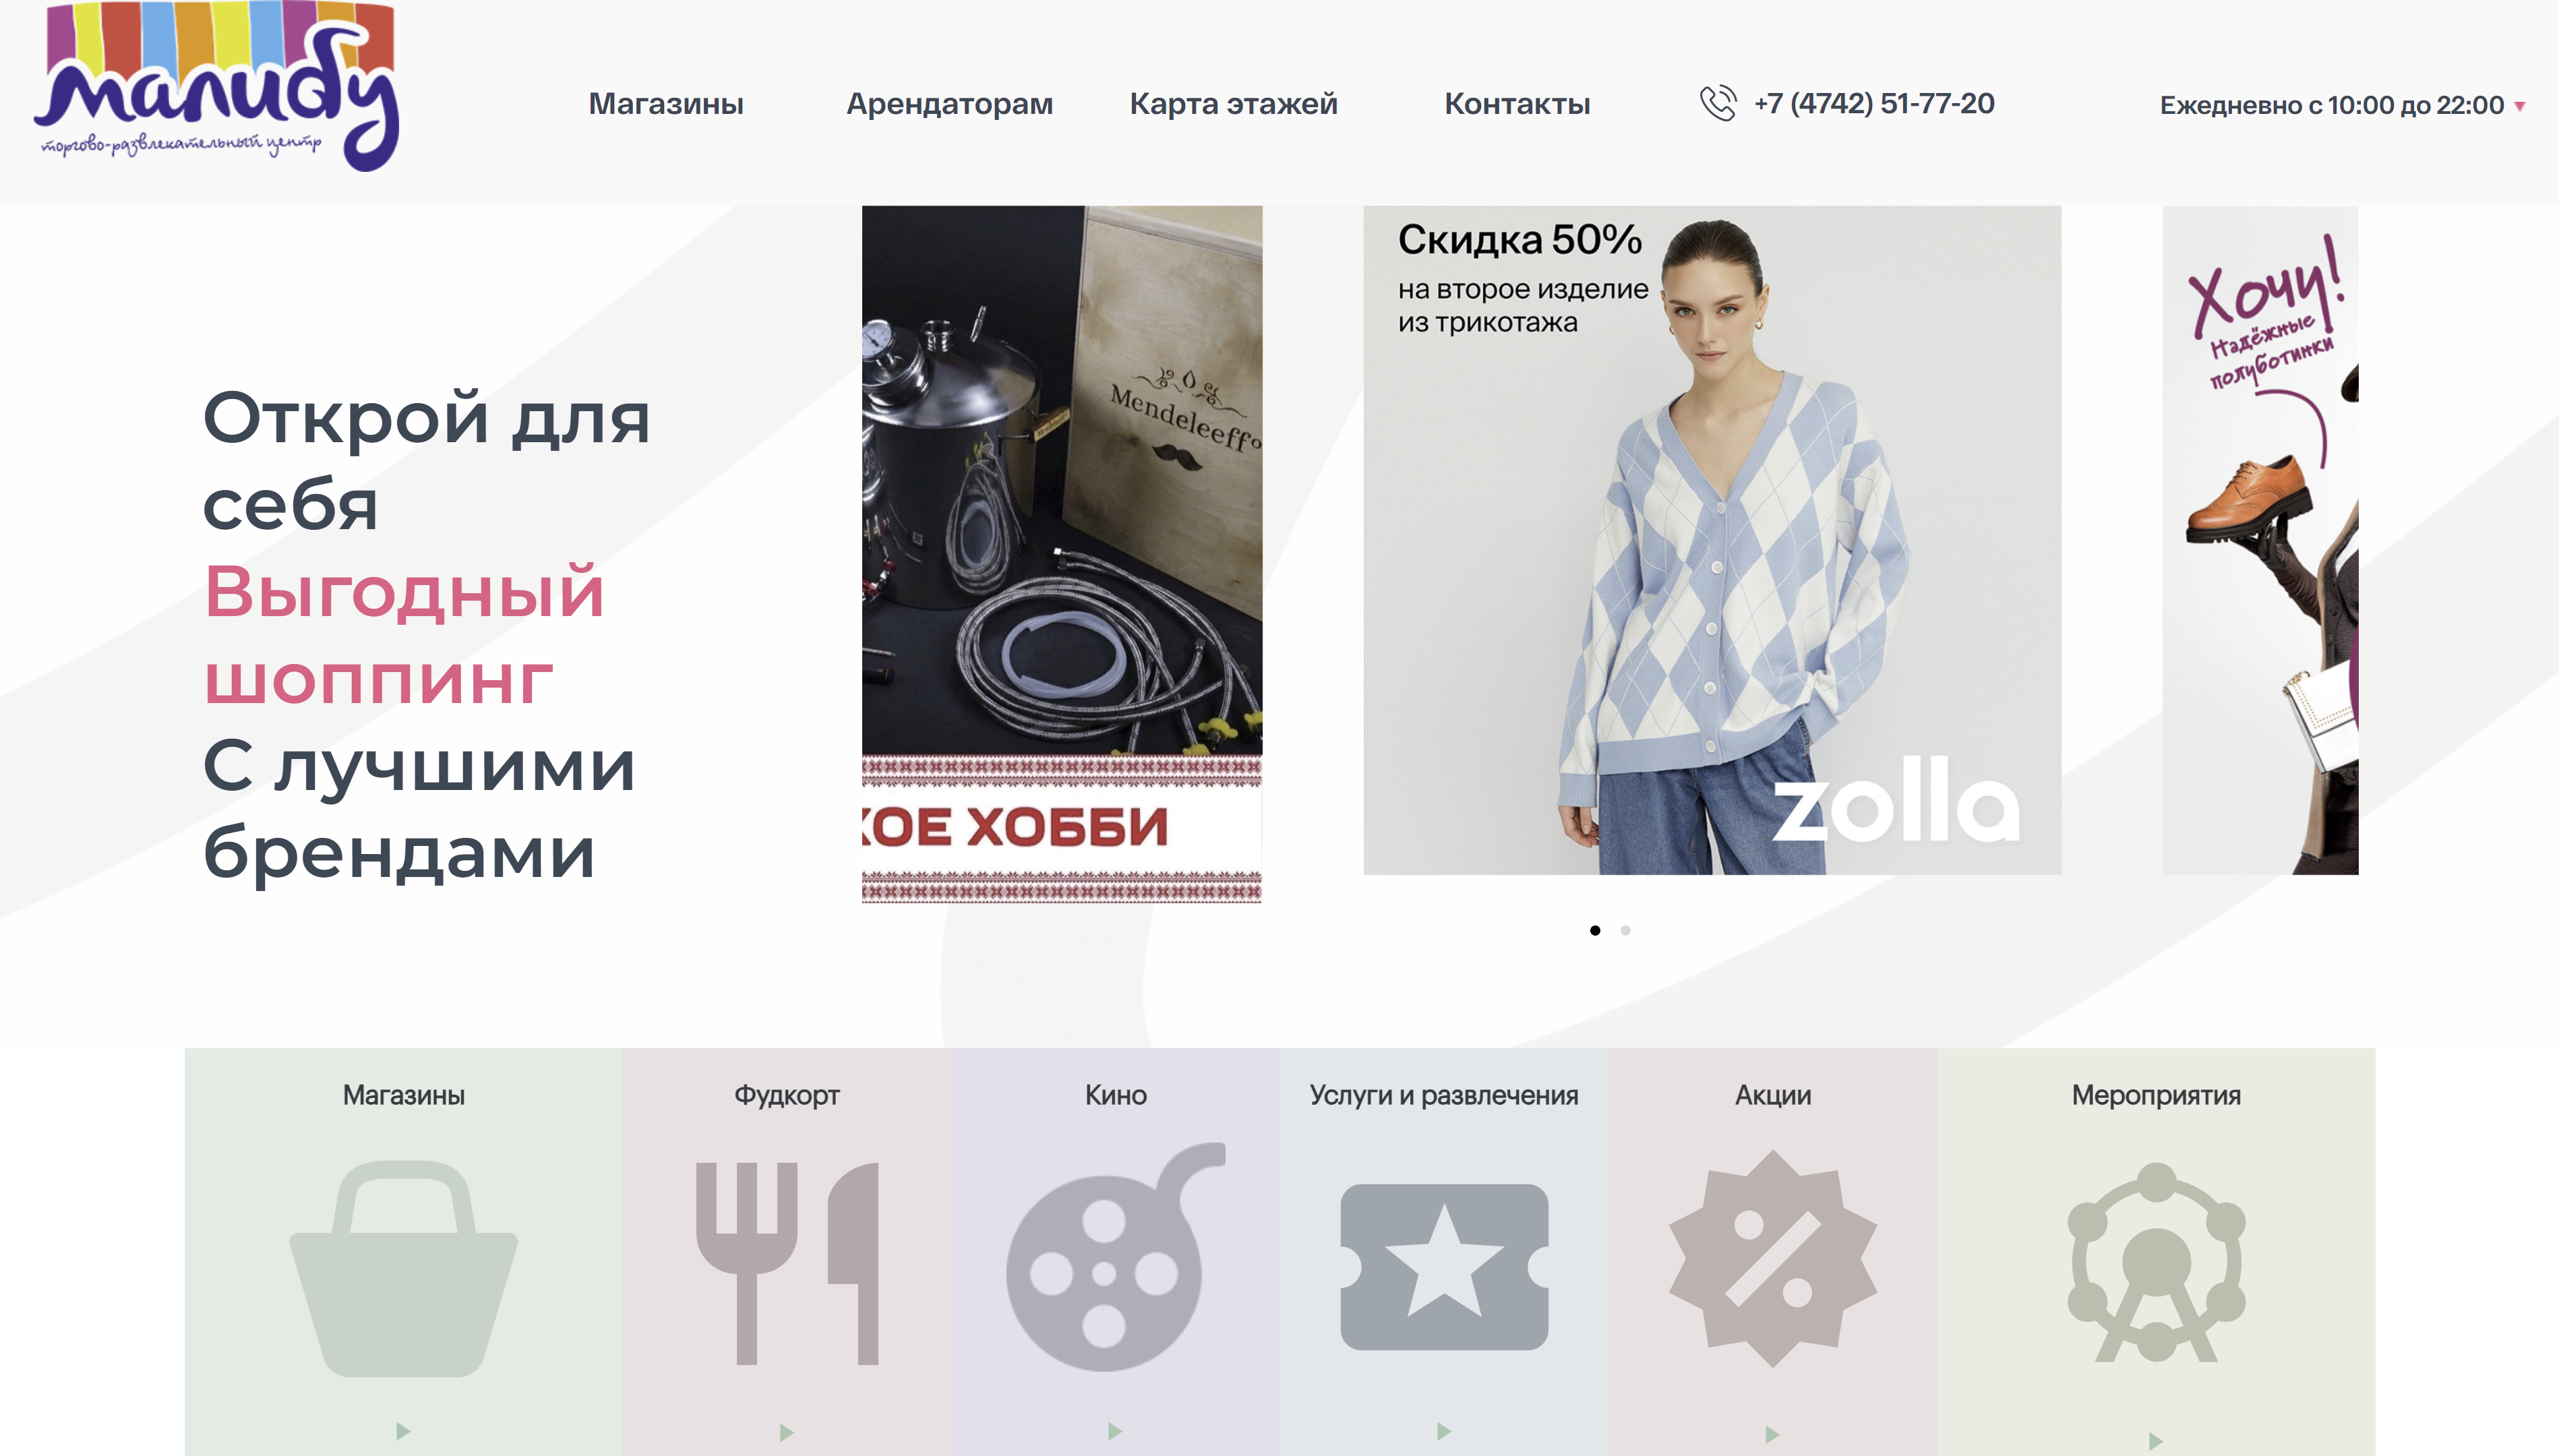 малибу
торгово-развлекательный центр
Магазины
Арендаторам
Карта этажей
Контакты
+7 (4742) 51-77-20
Ежедневно с 10:00 до 22:00
Открой для
себя
Выгодный
шоппинг
С лучшими
брендами
Mendeleeff
КОЕ ХОББИ
Скидка 50%
на второе изделие
из трикотажа
zolla
Хочу!
Надёжные
полуботинки
Магазины
Фудкорт
Кино
Услуги и развлечения
Акции
Мероприятия